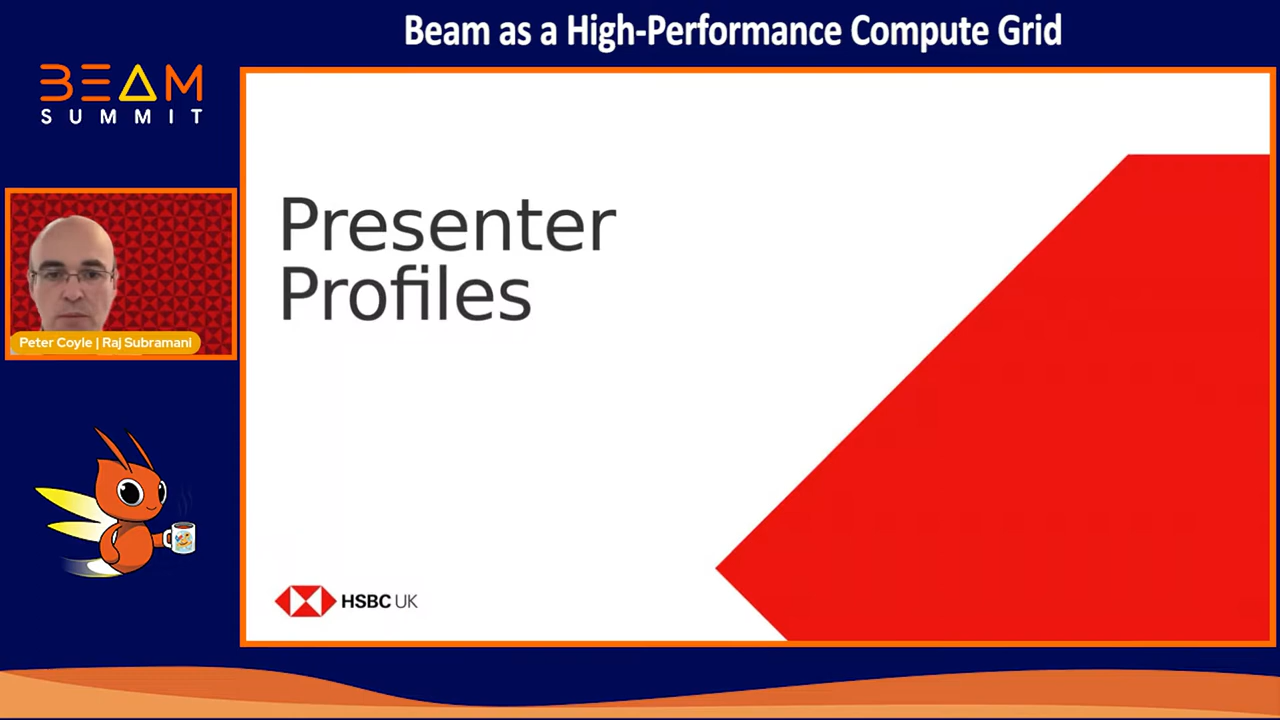 Beam as a High-Performance Compute Grid
BEAM
SUMMIT
Presenter
Profiles
Peter Coyle | Raj Subramani
HSBC UK